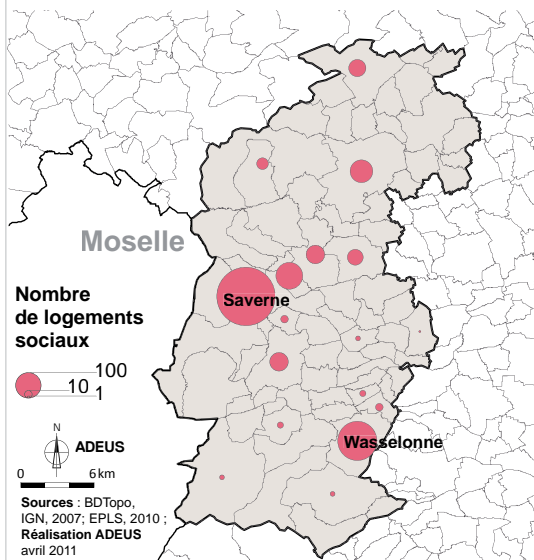 Moselle
Saverne
Nombre
de logements
sociaux
100
10
1
Wasselonne
N
ADEUS
0 6 km
Sources : BDTopo,
IGN, 2007; EPLS, 2010 ;
Réalisation ADEUS
avril 2011